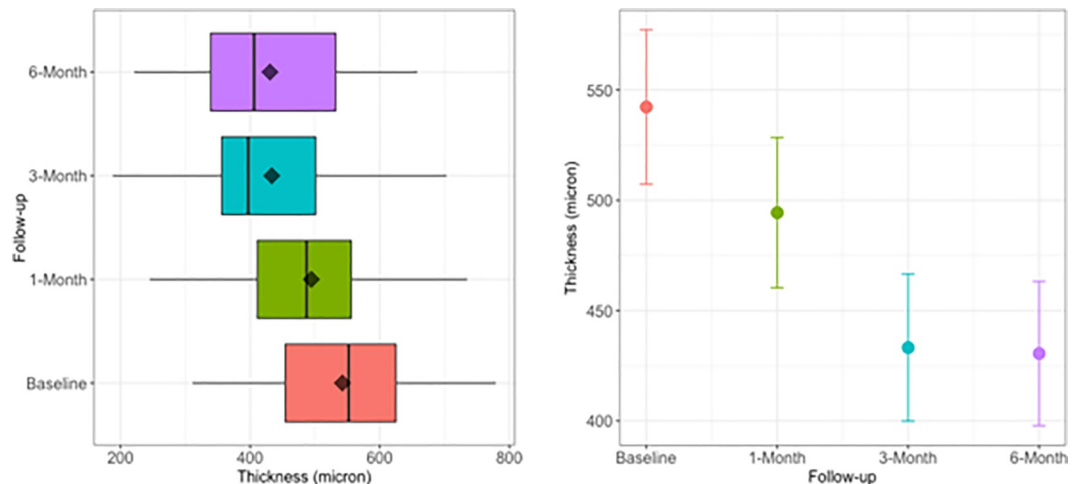 6-Month
3-Month
1-Month
Baseline
Follow-up
200 400 600 800
Thickness (micron)
550
500
450
400
Thickness (micron)
Baseline 1-Month 3-Month 6-Month
Follow-up